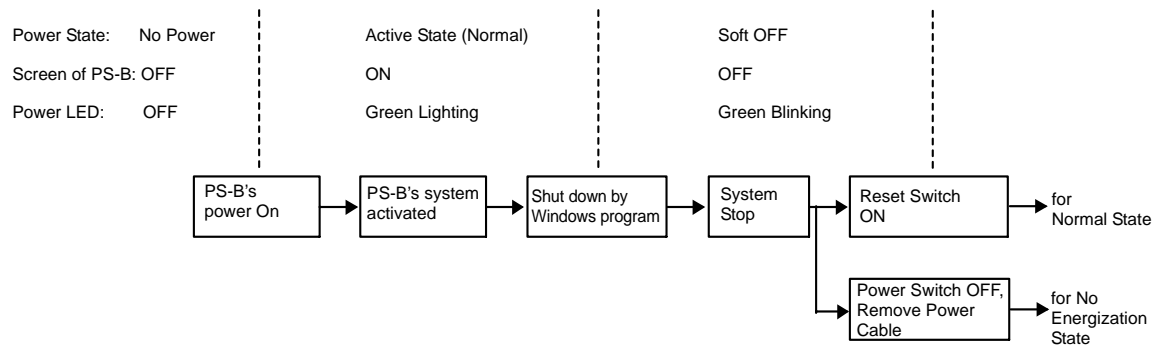 Power State: No Power Active State (Normal) Soft OFF
Screen of PS-B: OFF ON OFF
Power LED: OFF Green Lighting Green Blinking
PS-B's
power On
PS-B's system
activated
Shut down by
Windows program
System
Stop
Reset Switch
ON
for
Normal State
Power Switch OFF,
Remove Power
Cable
for No
Energization
State